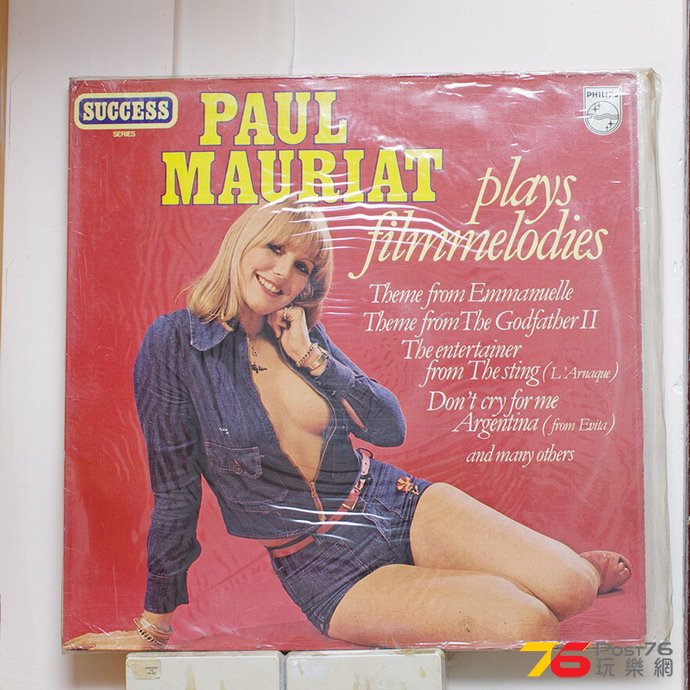 SUCCESS
SERIES
PAUL
MAURIAT
PHILIPS
plays
filmmelodies
Theme from Emmanuelle
Theme from The Godfather II
The entertainer
from The sting (L'Arnaque)
Don't cry for me
Argentina (from Evita)
and many others
76 Post76
玩樂網